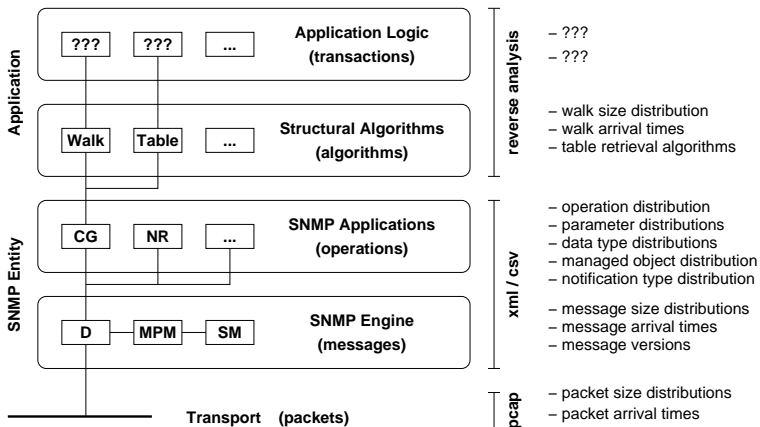 Application
SNMP Entity
??? ??? ...
Application Logic
(transactions)
Walk Table ...
Structural Algorithms
(algorithms)
CG NR ...
SNMP Applications
(operations)
D MPM SM
SNMP Engine
(messages)
Transport (packets)
reverse analysis
– ???
– ???
– walk size distribution
– walk arrival times
– table retrieval algorithms
xml / csv
– operation distribution
– parameter distributions
– data type distributions
– managed object distribution
– notification type distribution
– message size distributions
– message arrival times
– message versions
pcap
– packet size distributions
– packet arrival times